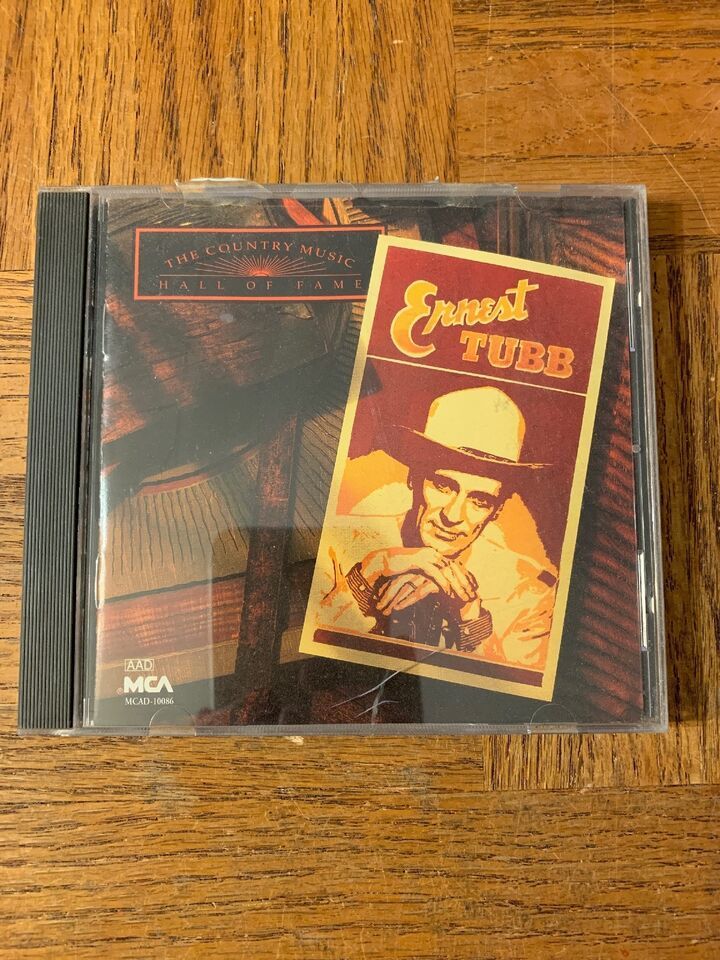 THE COUNTRY MUSIC
HALL OF FAME
Ernest
TUBB
AAD
®MCA
MCAD-10086